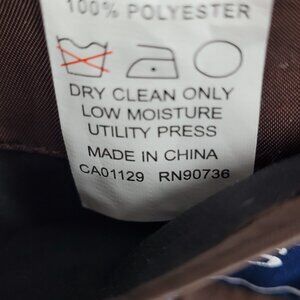 100% POLYESTER
DRY CLEAN ONLY
LOW MOISTURE
UTILITY PRESS
MADE IN CHINA
CA01129 RN90736